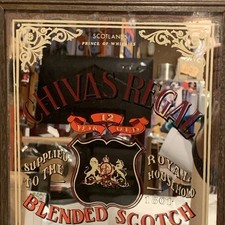 SCOTLAND
PRINCE OF WHISKIES
CHIVAS REGAL
12
YEARS OLD
SUPPLIED
TO THE
ROYAL
HOUSEHOLD
BLENDED SCOTCH